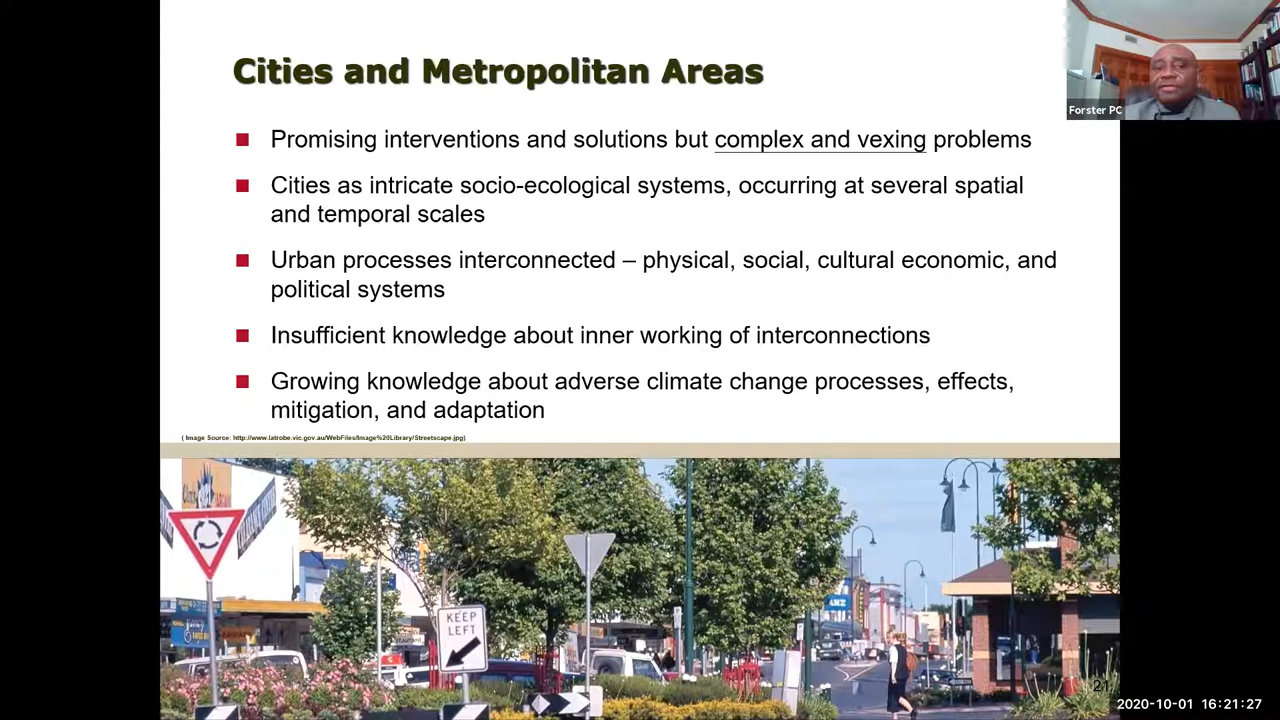 Cities and Metropolitan Areas
Forster PC
Promising interventions and solutions but complex and vexing problems
Cities as intricate socio-ecological systems, occurring at several spatial
and temporal scales
Urban processes interconnected – physical, social, cultural economic, and
political systems
Insufficient knowledge about inner working of interconnections
Growing knowledge about adverse climate change processes, effects,
mitigation, and adaptation
( Image Source: http://www.latrobe.vic.gov.au/WebFiles/Image%20Library/Streetscape.jpg)
KEEP
LEFT
ANZ
21
2020-10-01 16:21:27